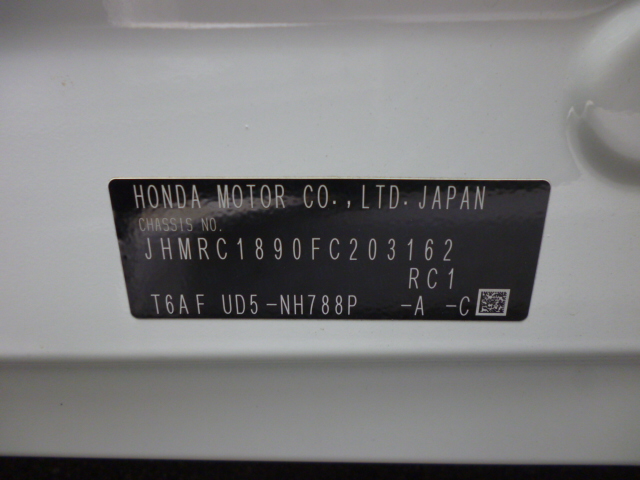 HONDA MOTOR CO.,LTD.JAPAN
CHASSIS NO.
JHMRC1890FC203162
RC1
T6AF UD5-NH788P -A -C